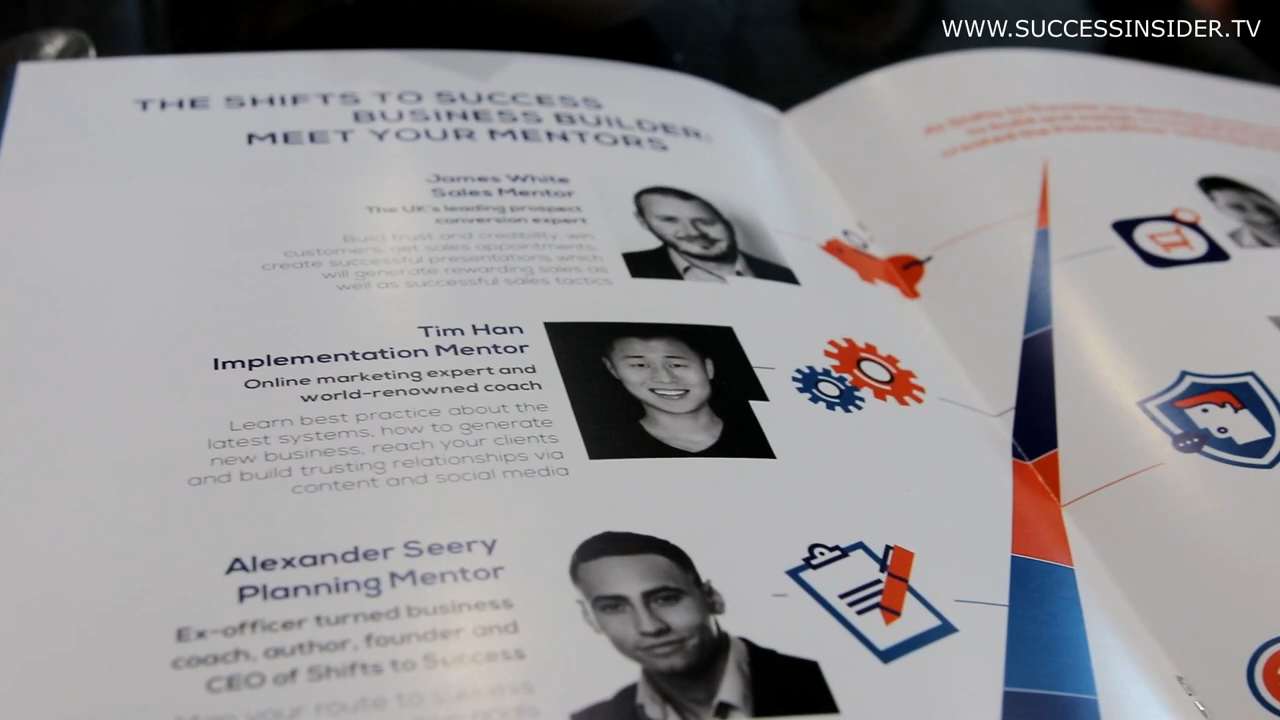 WWW.SUCCESSINSIDER.TV
THE SHIFTS TO SUCCESS
BUSINESS BUILDER:
MEET YOUR MENTORS
James White
Sales Mentor
The UK's leading prospect
conversion expert
Build trust and credibility, win
customers, get sales appointments,
create successful presentations which
will generate rewarding sales as
well as successful sales tactics
Tim Han
Implementation Mentor
Online marketing expert and
world-renowned coach
Learn best practice about the
latest systems, how to generate
new business, reach your clients
and build trusting relationships via
content and social media
Alexander Seery
Planning Mentor
Ex-officer turned business
coach, author, founder and
CEO of Shifts to Success
Map your route to success